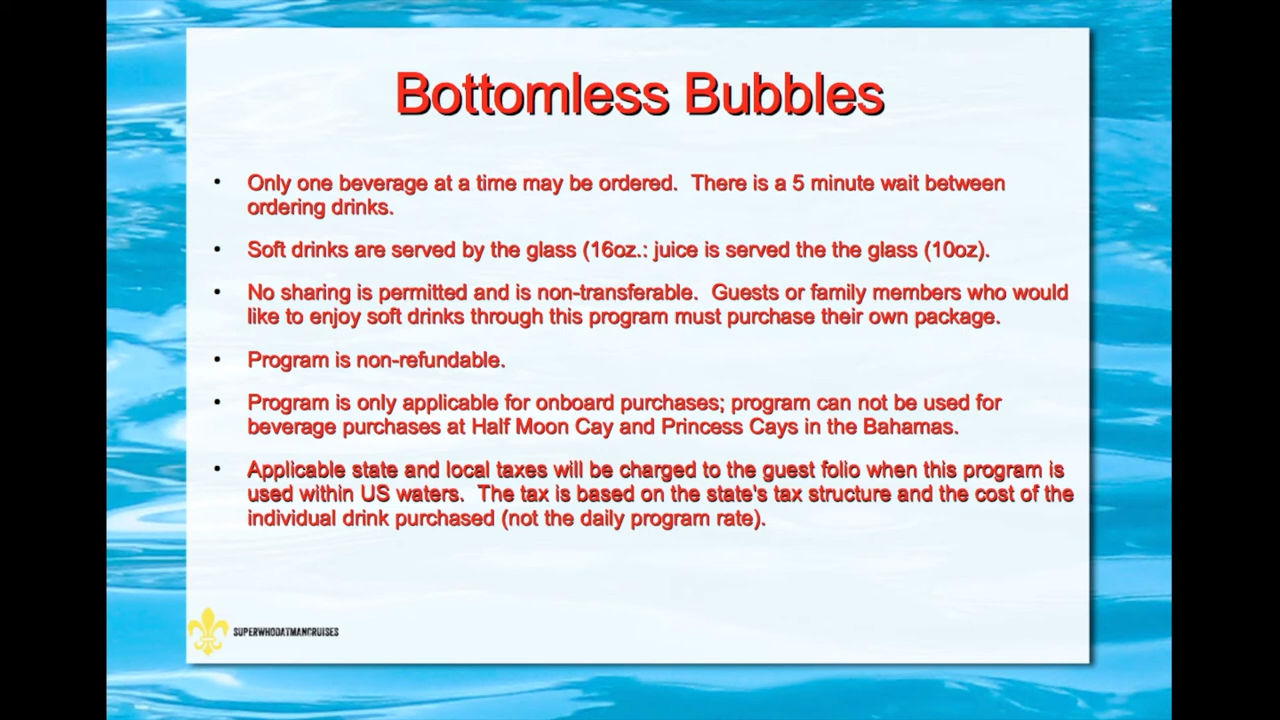 Bottomless Bubbles
• Only one beverage at a time may be ordered.  There is a 5 minute wait between
ordering drinks.
• Soft drinks are served by the glass (16oz.: juice is served the the glass (10oz).
• No sharing is permitted and is non-transferable.  Guests or family members who would
like to enjoy soft drinks through this program must purchase their own package.
• Program is non-refundable.
• Program is only applicable for onboard purchases; program can not be used for
beverage purchases at Half Moon Cay and Princess Cays in the Bahamas.
• Applicable state and local taxes will be charged to the guest folio when this program is
used within US waters.  The tax is based on the state's tax structure and the cost of the
individual drink purchased (not the daily program rate).
SUPERWHODATMANCRUISES